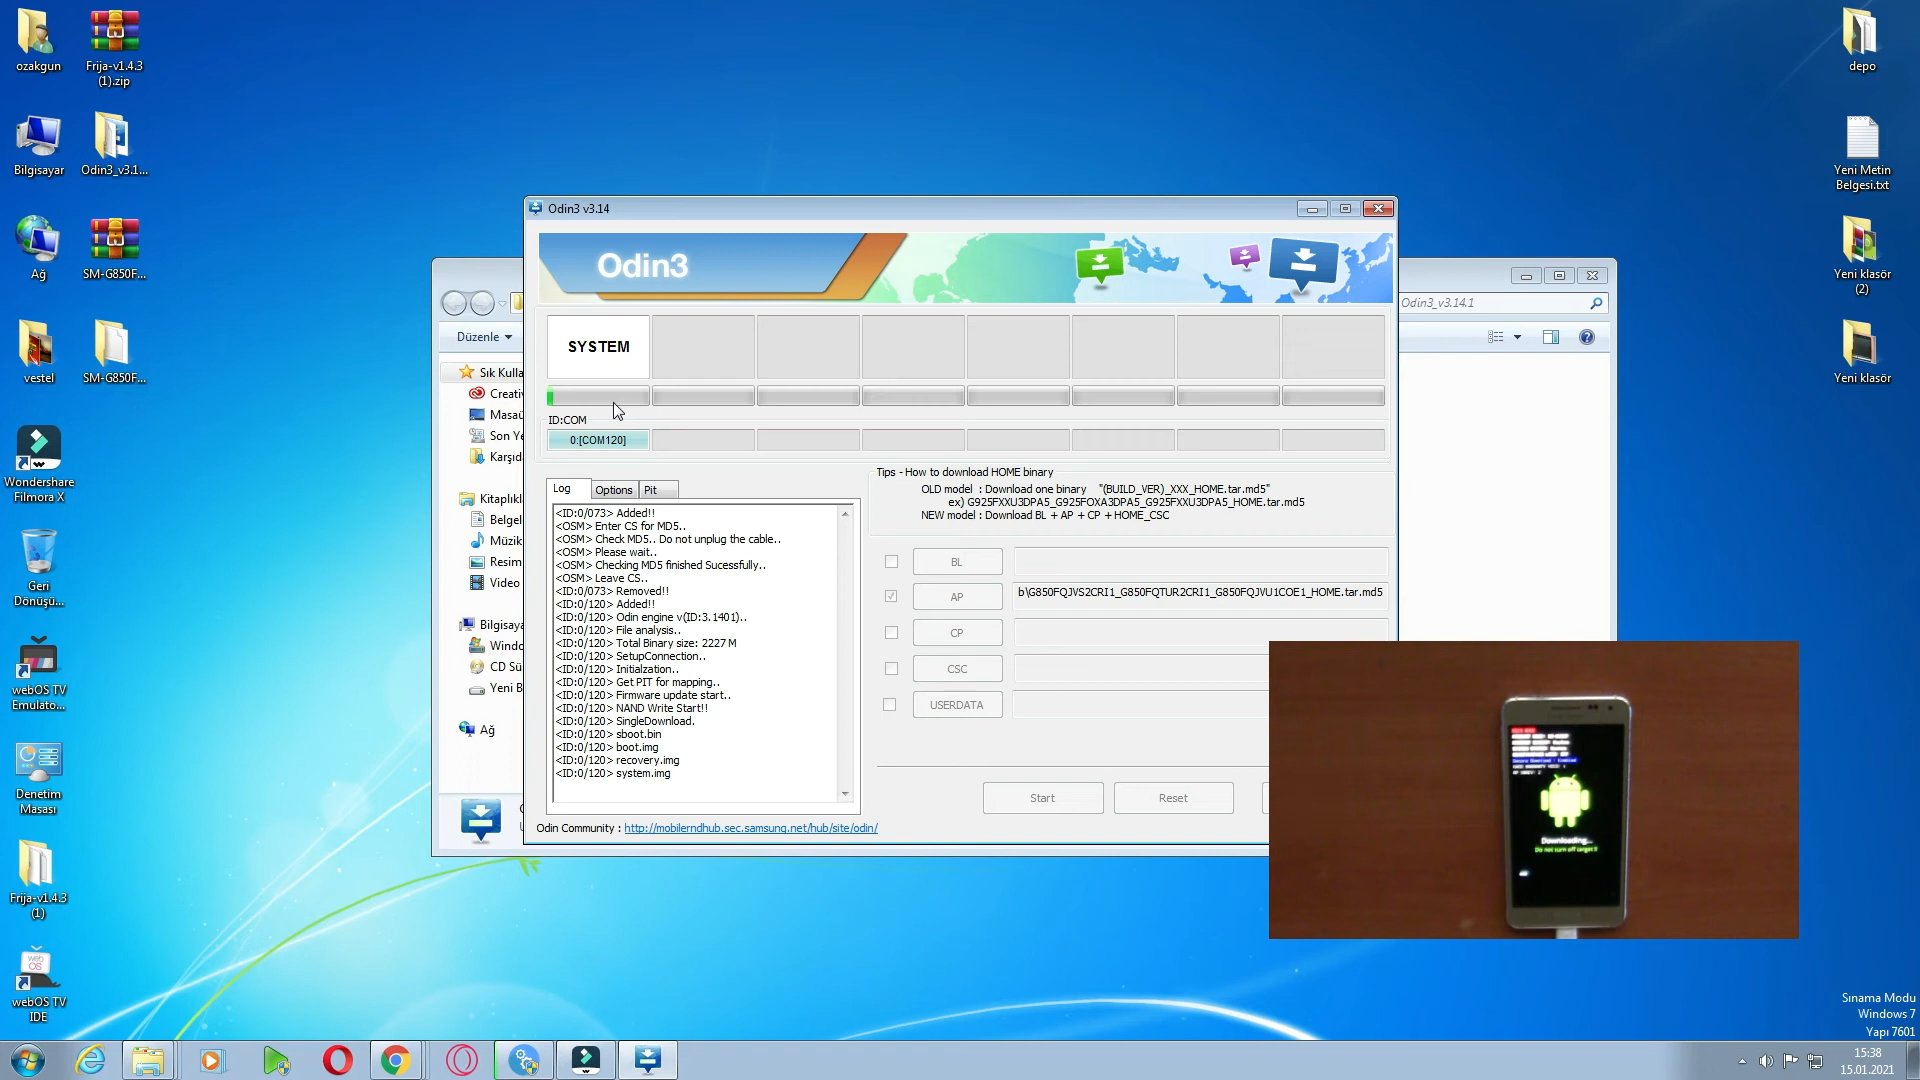 ozakgun
Frija-v1.4.3
(1).zip
Bilgisayar
Odin3_v3.1...
Ağ
SM-G850F...
vestel
SM-G850F...
Wondershare
Filmora X
Geri
Dönüşü...
webOS TV
Emulato...
Denetim
Masası
Frija-v1.4.3
(1)
webOS TV
IDE
depo
Yeni Metin
Belgesi.txt
Yeni klasör
(2)
Yeni klasör
Odin3_v3.14.1
Düzenle
Sık Kulla
Creativ
Masaü
Son Ye
Karşıd
Kitaplıkl
Belgel
Müzik
Resim
Video
Bilgisaya
Windo
CD Sü
Yeni B
Ağ
Odin3 v3.14
Odin3
SYSTEM
ID:COM
0:[COM120]
Log Options Pit
<ID:0/073> Added!!
<OSM> Enter CS for MD5..
<OSM> Check MD5.. Do not unplug the cable..
<OSM> Please wait..
<OSM> Checking MD5 finished Sucessfully..
<OSM> Leave CS..
<ID:0/073> Removed!!
<ID:0/120> Added!!
<ID:0/120> Odin engine v(ID:3.1401)..
<ID:0/120> File analysis..
<ID:0/120> Total Binary size: 2227 M
<ID:0/120> SetupConnection..
<ID:0/120> Initialzation..
<ID:0/120> Get PIT for mapping..
<ID:0/120> Firmware update start..
<ID:0/120> NAND Write Start!!
<ID:0/120> SingleDownload.
<ID:0/120> sboot.bin
<ID:0/120> boot.img
<ID:0/120> recovery.img
<ID:0/120> system.img
Tips - How to download HOME binary
OLD model : Download one binary "(BUILD_VER)_XXX_HOME.tar.md5"
ex) G925FXXU3DPA5_G925FOXA3DPA5_G925FXXU3DPA5_HOME.tar.md5
NEW model : Download BL + AP + CP + HOME_CSC
BL
AP b\G850FQJVS2CRI1_G850FQTUR2CRI1_G850FQJVU1COE1_HOME.tar.md5
CP
CSC
USERDATA
Start Reset
Odin Community : http://mobilerndhub.sec.samsung.net/hub/site/odin/
Downloading...
Do not turn off target!!
Sınama Modu
Windows 7
Yapı 7601
15:38
15.01.2021